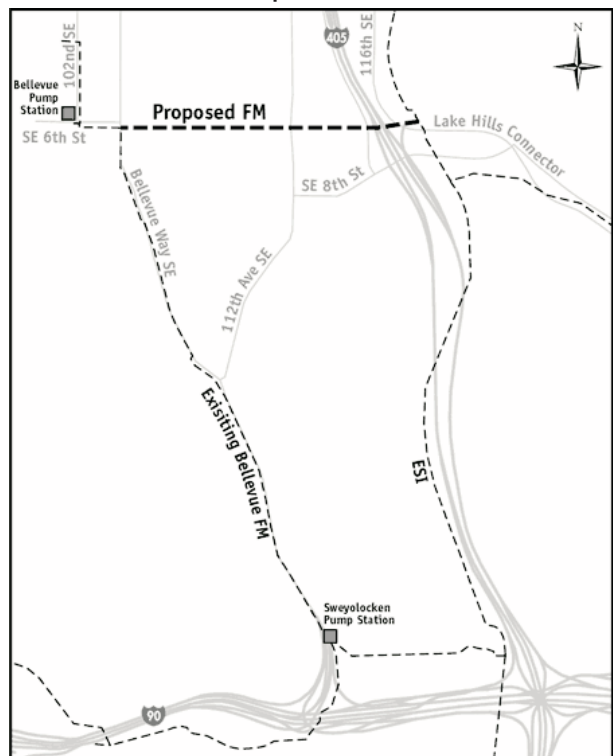 102nd SE
405
116th SE
N
Bellevue
Pump
Station
Proposed FM
SE 6th St
Lake Hills Connector
SE 8th St
Bellevue Way SE
112th Ave SE
Exisiting Bellevue FM
ESI
Sweyolocken
Pump Station
90